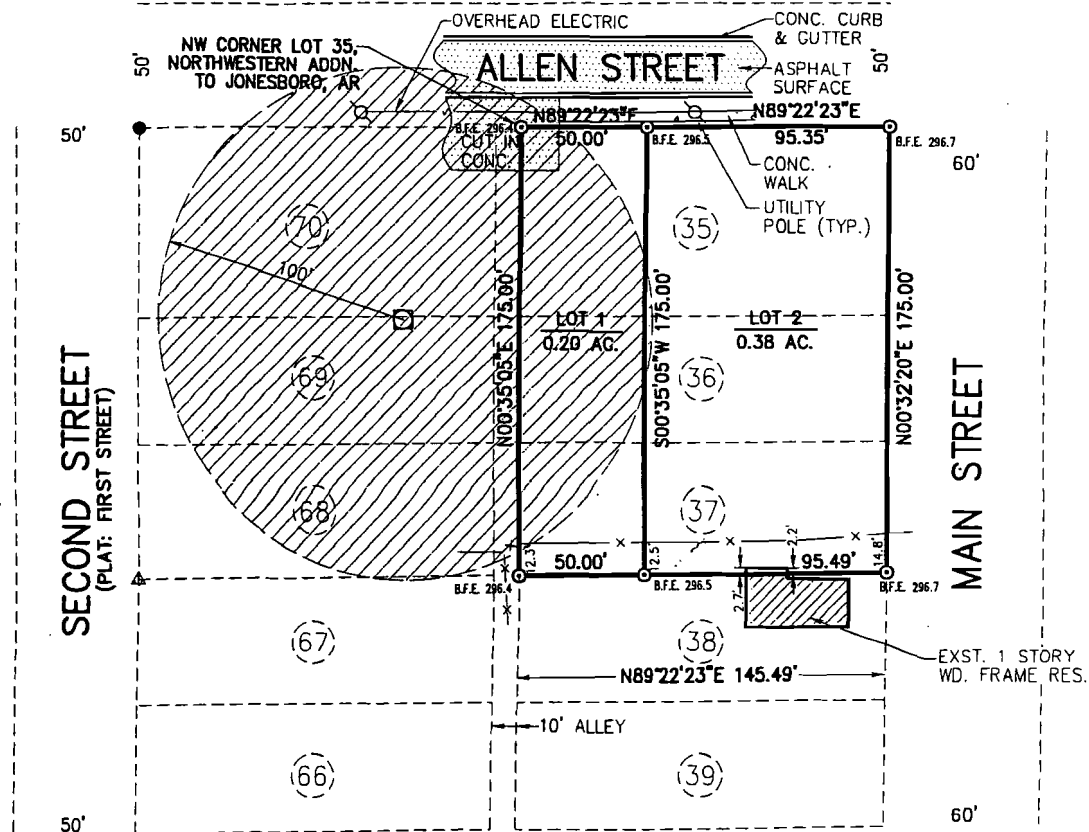 OVERHEAD ELECTRIC
CONC. CURB
& GUTTER
NW CORNER LOT 35,
NORTHWESTERN ADDN.
TO JONESBORO, AR
50'
ALLEN STREET
50'
ASPHALT
SURFACE
N89°22'23"E
N89°22'23"E
50'
B.F.E. 296.4
50.00'
B.F.E. 296.5
95.35'
B.F.E. 296.7
CUT IN
CONC.
CONC.
WALK
60'
UTILITY
POLE (TYP.)
70
35
100'
LOT 1
0.20 AC.
LOT 2
0.38 AC.
N00°35'05"E 175.00'
S00°35'05"W 175.00'
N00°32'20"E 175.00'
69
36
SECOND STREET
(PLAT: FIRST STREET)
MAIN STREET
68
37
2.2'
12.3'
50.00'
12.5'
95.49'
14.8'
B.F.E. 296.4
B.F.E. 296.5
B.F.E. 296.7
2.7'
67
38
EXST. 1 STORY
WD. FRAME RES.
N89°22'23"E 145.49'
10' ALLEY
66
39
50'
60'